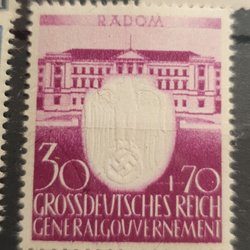 RADOM
30 + 70
GROSSDEUTSCHES REICH
GENERALGOUVERNEMENT